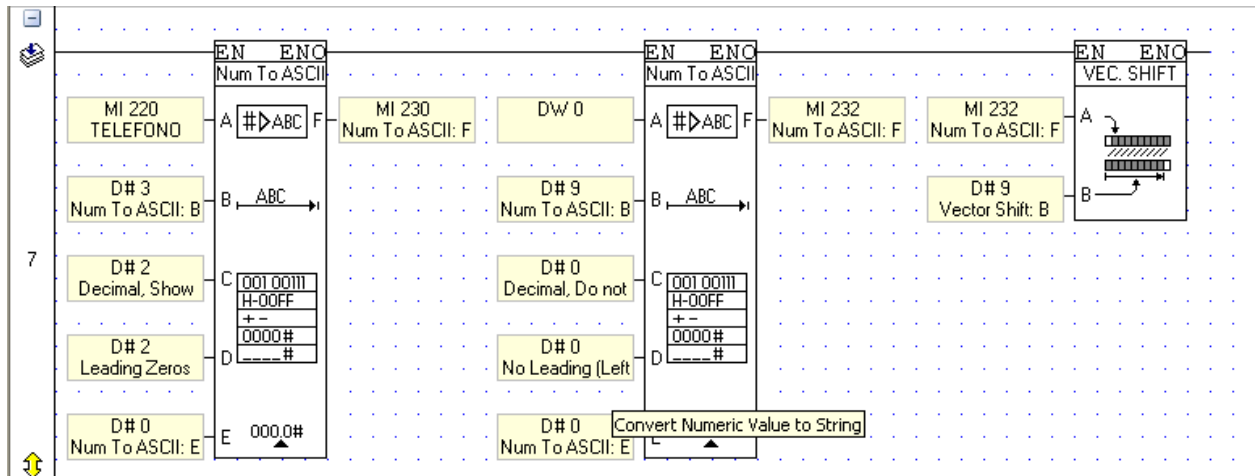 EN ENO
Num To ASCII
MI 220
TELEFONO
A
#▷ABC
F
MI 230
Num To ASCII: F
D# 3
Num To ASCII: B
B
ABC
D# 2
Decimal, Show
C
001 00111
H-00FF
+ -
0000#
____#
D# 2
Leading Zeros
D
D# 0
Num To ASCII: E
E
000.0#
7
EN ENO
Num To ASCII
DW 0
A
#▷ABC
F
MI 232
Num To ASCII: F
D# 9
Num To ASCII: B
B
ABC
D# 0
Decimal, Do not
C
001 00111
H-00FF
+ -
0000#
____#
D# 0
No Leading (Left
D
D# 0
Num To ASCII: E
Convert Numeric Value to String
EN ENO
VEC. SHIFT
MI 232
Num To ASCII: F
A
D# 9
Vector Shift: B
B